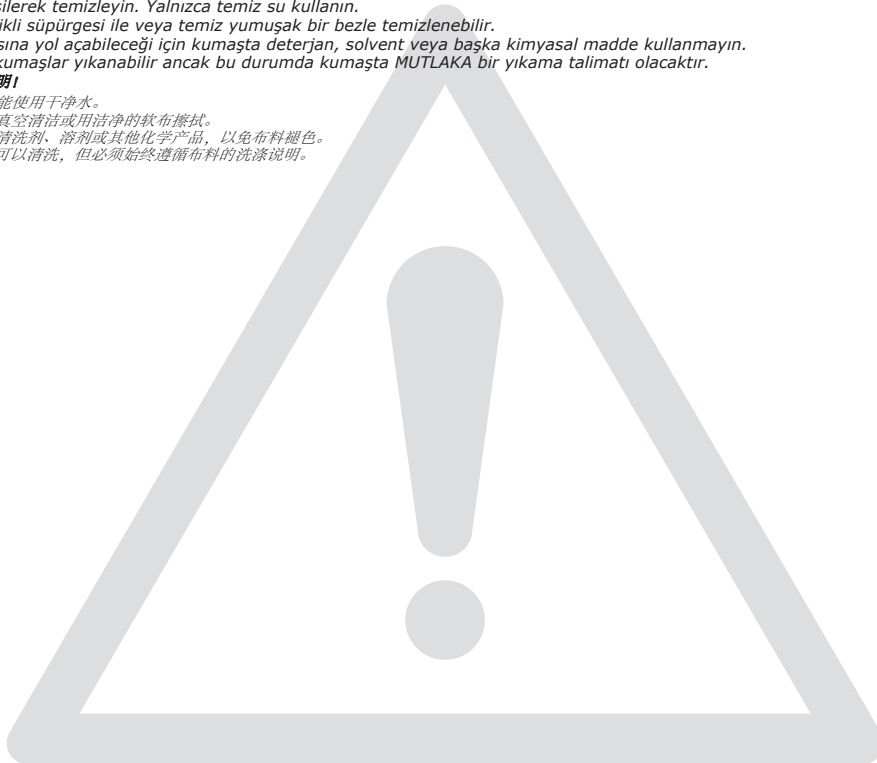 silerek temizleyin. Yalnızca temiz su kullanın.
ikli süpürgesi ile veya temiz yumuşak bir bezle temizlenebilir.
sına yol açabileceği için kumaşta deterjan, solvent veya başka kimyasal madde kullanmayın.
kumaşlar yıkanabilir ancak bu durumda kumaşta MUTLAKA bir yıkama talimatı olacaktır.
明!
能使用干净水。
真空清洁或用洁净的软布擦拭。
清洗剂、溶剂或其他化学产品, 以免布料褪色。
可以清洗, 但必须始终遵循布料的洗涤说明。